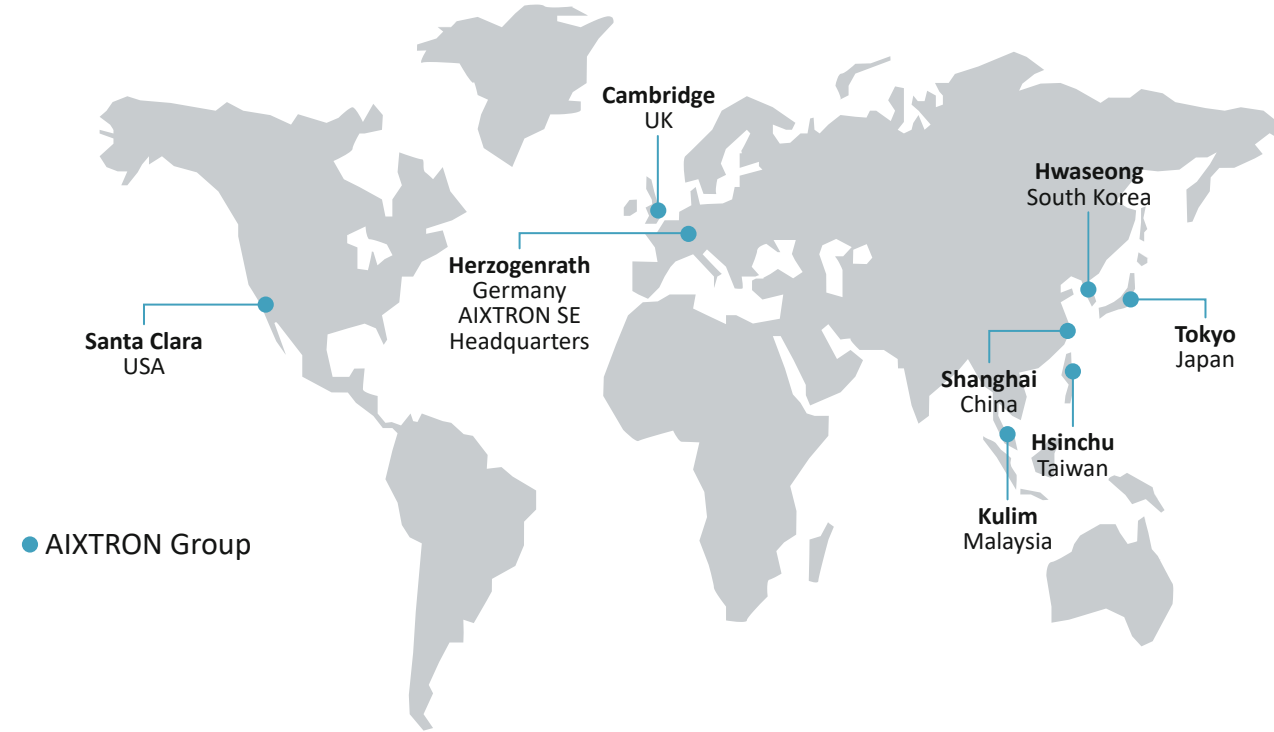 Cambridge
UK
Hwaseong
South Korea
Herzogenrath
Germany
AIXTRON SE
Headquarters
Santa Clara
USA
Tokyo
Japan
Shanghai
China
Hsinchu
Taiwan
Kulim
Malaysia
AIXTRON Group